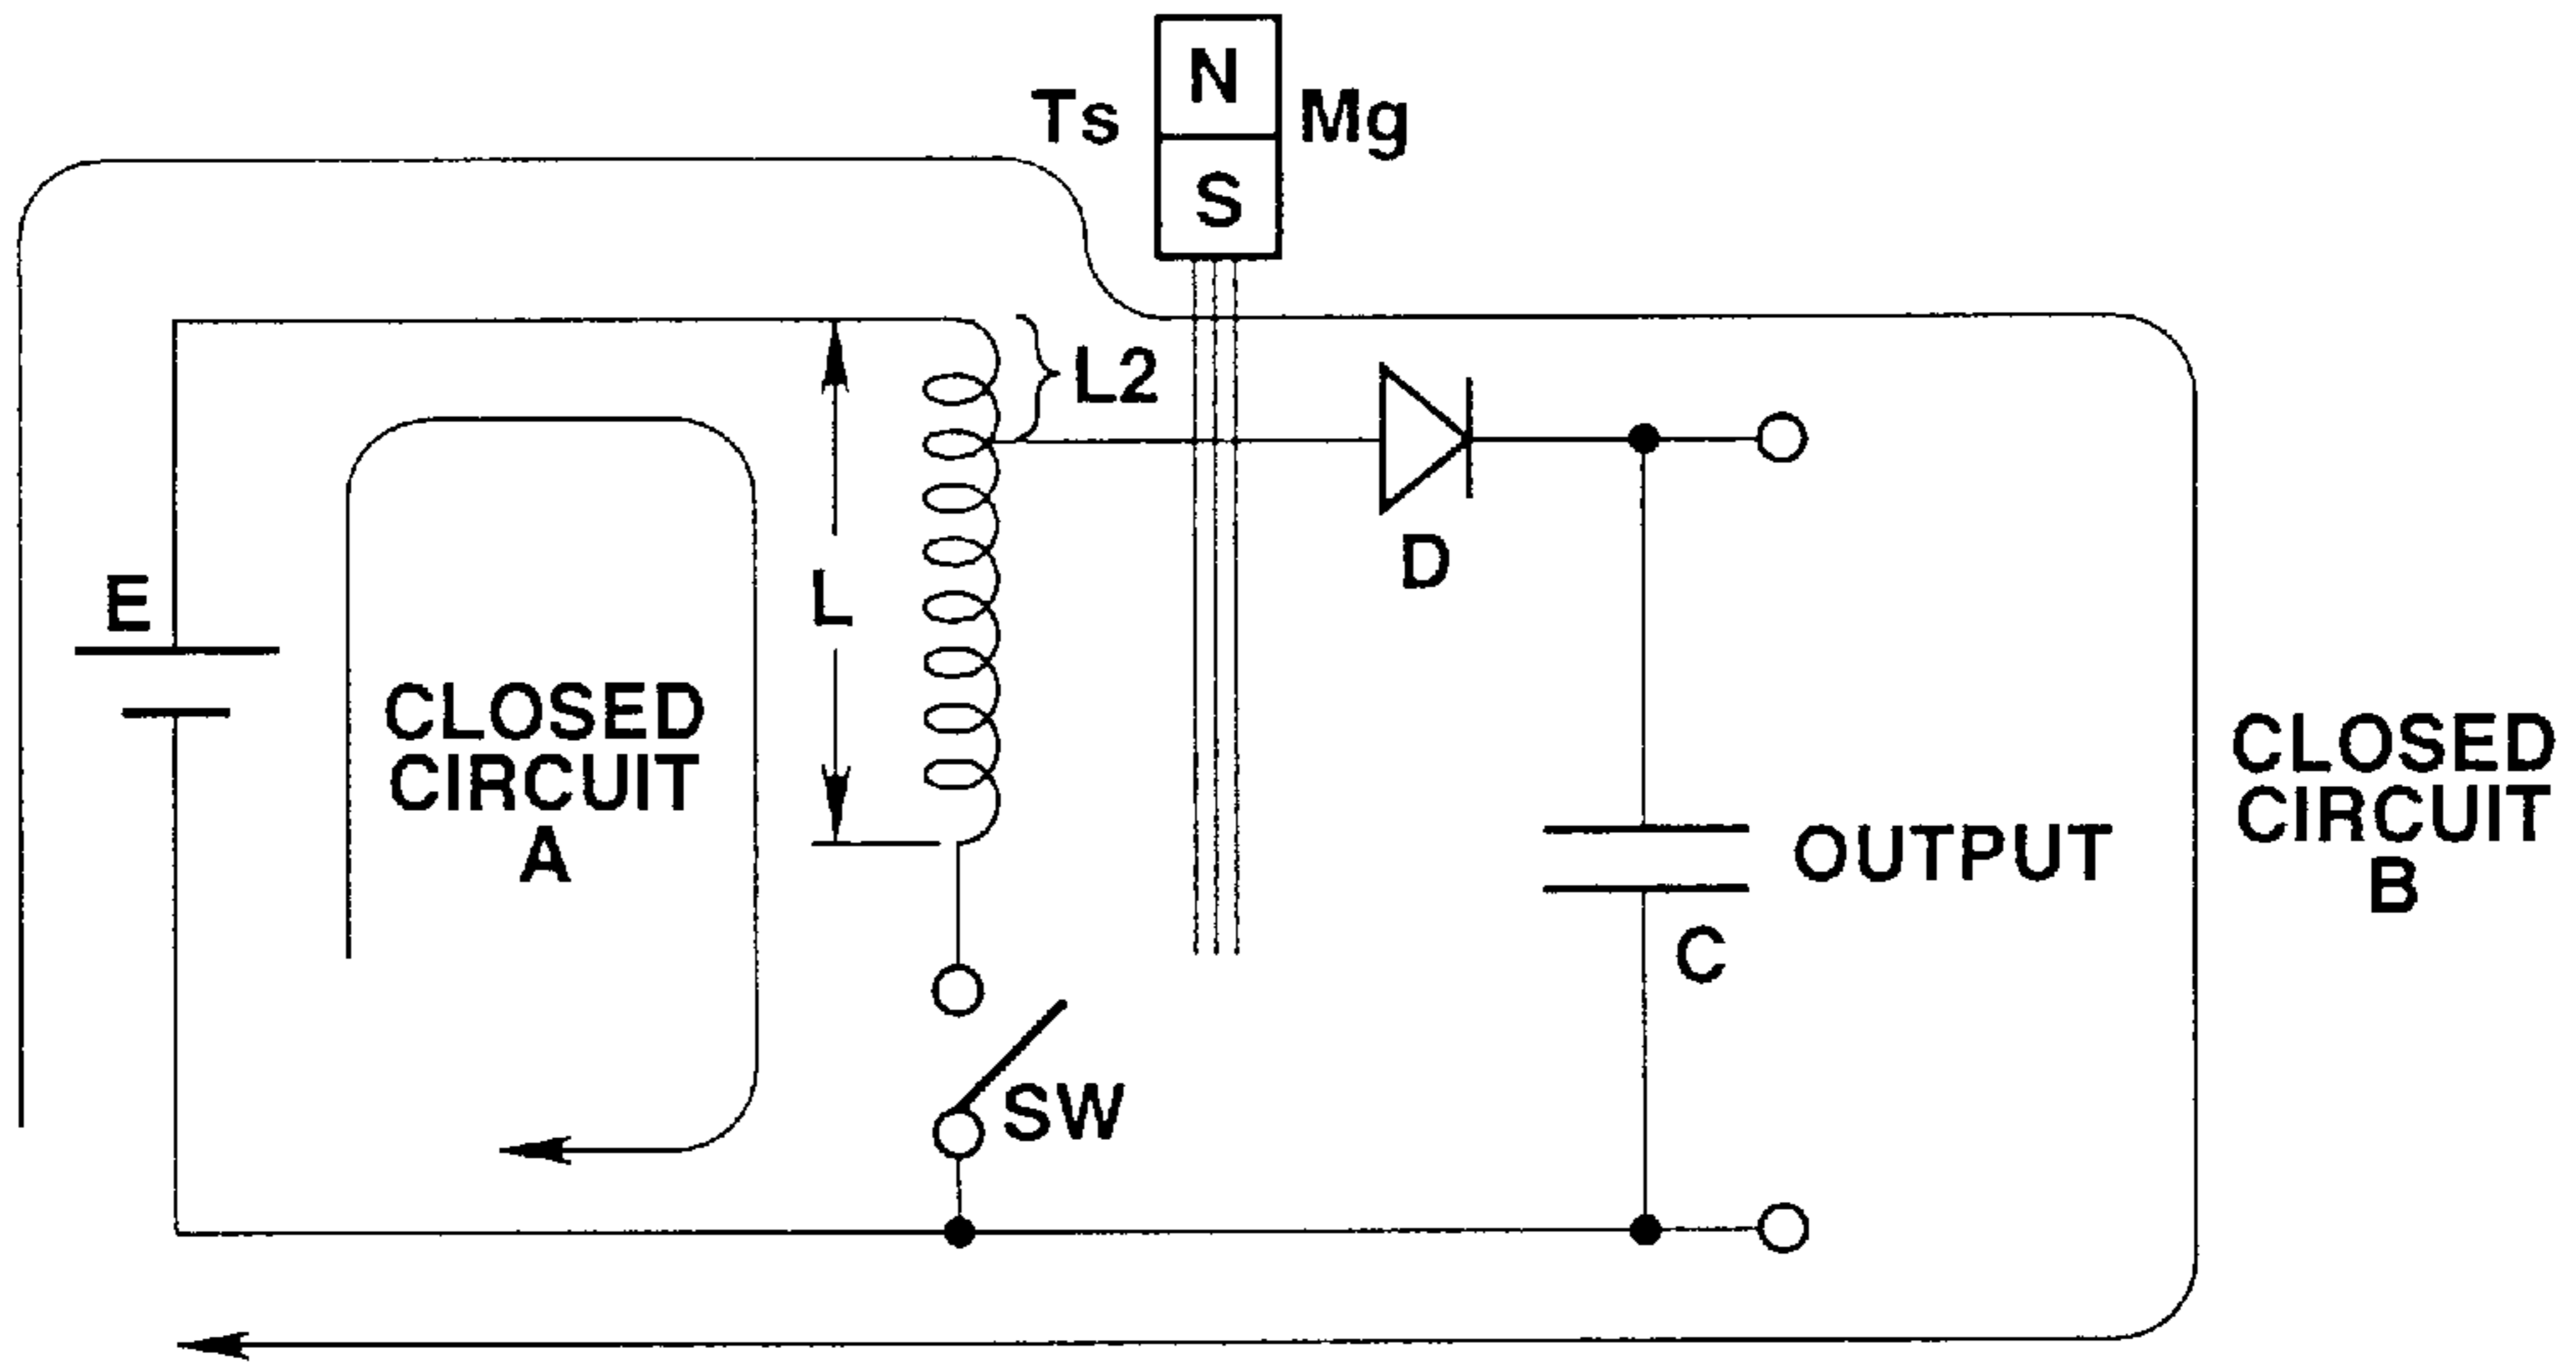 N
Ts
Mg
S
L2
E
D
L
CLOSED
CIRCUIT
A
OUTPUT
C
CLOSED
CIRCUIT
B
SW